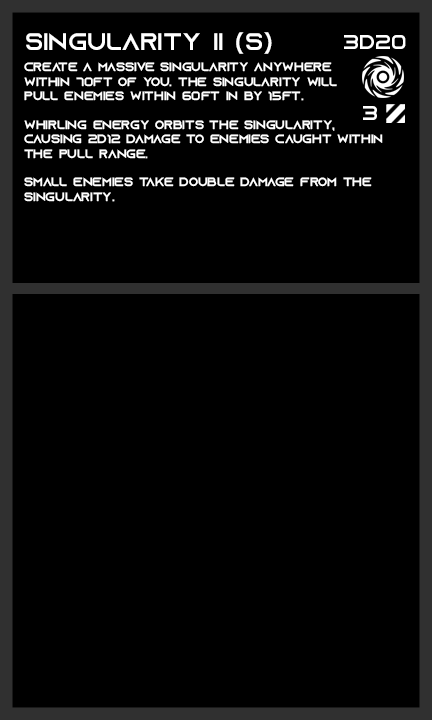 SINGULARITY II (S)
3D20
CREATE A MASSIVE SINGULARITY ANYWHERE
WITHIN 70FT OF YOU. THE SINGULARITY WILL
PULL ENEMIES WITHIN 60FT IN BY 15FT.
3
WHIRLING ENERGY ORBITS THE SINGULARITY,
CAUSING 2D12 DAMAGE TO ENEMIES CAUGHT WITHIN
THE PULL RANGE.
SMALL ENEMIES TAKE DOUBLE DAMAGE FROM THE
SINGULARITY.